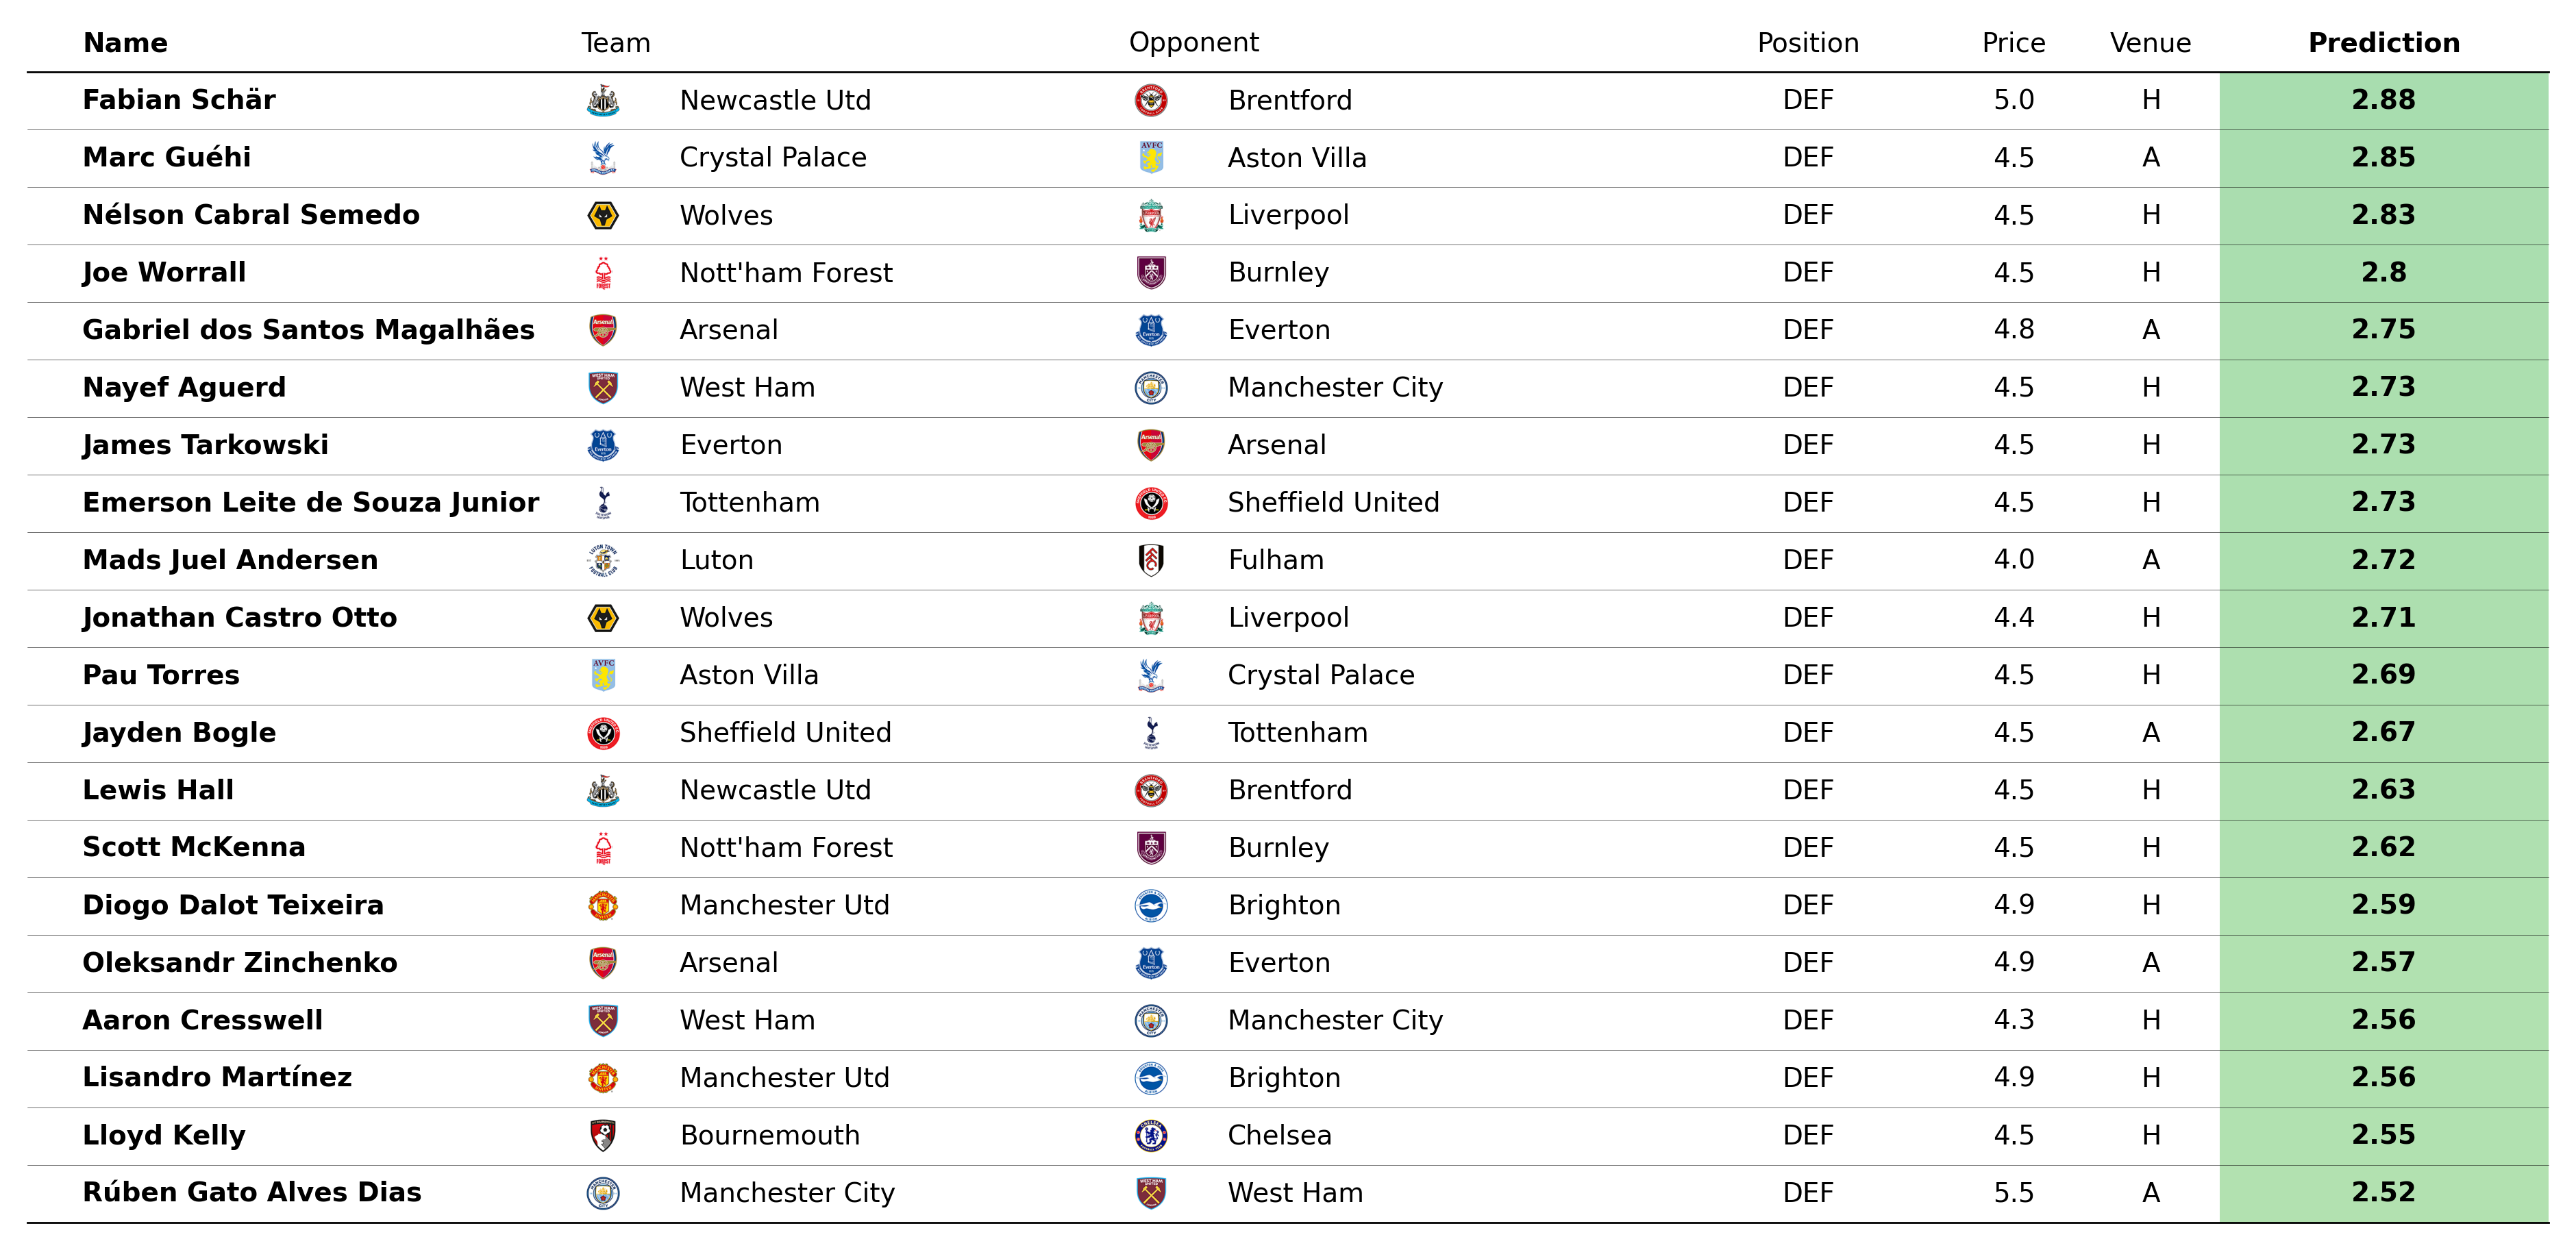 Name Team Opponent Position Price Venue Prediction
Fabian Schär Newcastle Utd Brentford DEF 5.0 H 2.88
Marc Guéhi Crystal Palace Aston Villa DEF 4.5 A 2.85
Nélson Cabral Semedo Wolves Liverpool DEF 4.5 H 2.83
Joe Worrall Nott'ham Forest Burnley DEF 4.5 H 2.8
Gabriel dos Santos Magalhães Arsenal Everton DEF 4.8 A 2.75
Nayef Aguerd West Ham Manchester City DEF 4.5 H 2.73
James Tarkowski Everton Arsenal DEF 4.5 H 2.73
Emerson Leite de Souza Junior Tottenham Sheffield United DEF 4.5 H 2.73
Mads Juel Andersen Luton Fulham DEF 4.0 A 2.72
Jonathan Castro Otto Wolves Liverpool DEF 4.4 H 2.71
Pau Torres Aston Villa Crystal Palace DEF 4.5 H 2.69
Jayden Bogle Sheffield United Tottenham DEF 4.5 A 2.67
Lewis Hall Newcastle Utd Brentford DEF 4.5 H 2.63
Scott McKenna Nott'ham Forest Burnley DEF 4.5 H 2.62
Diogo Dalot Teixeira Manchester Utd Brighton DEF 4.9 H 2.59
Oleksandr Zinchenko Arsenal Everton DEF 4.9 A 2.57
Aaron Cresswell West Ham Manchester City DEF 4.3 H 2.56
Lisandro Martínez Manchester Utd Brighton DEF 4.9 H 2.56
Lloyd Kelly Bournemouth Chelsea DEF 4.5 H 2.55
Rúben Gato Alves Dias Manchester City West Ham DEF 5.5 A 2.52